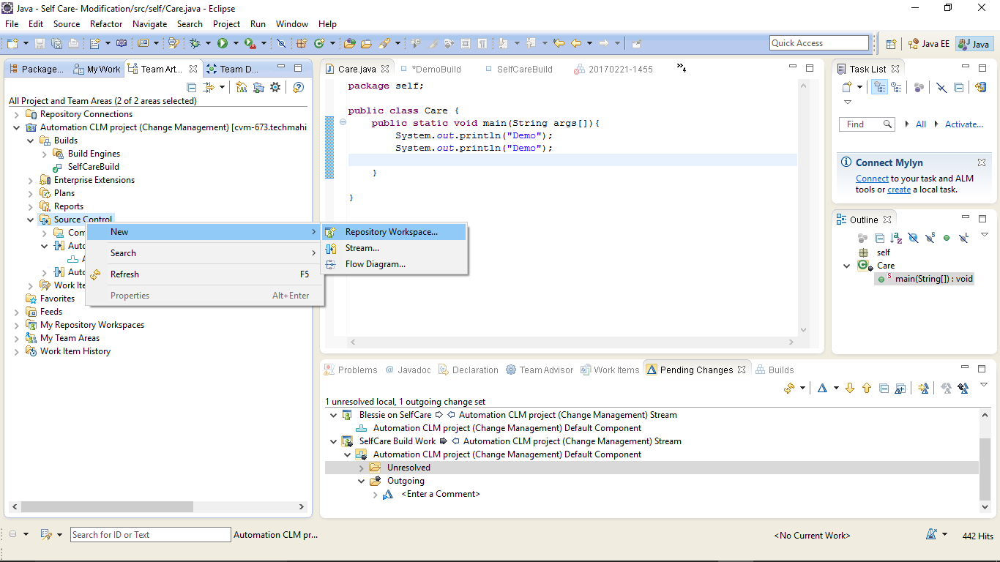 Java - Self Care- Modification/src/self/Care.java - Eclipse
File Edit Source Refactor Navigate Search Project Run Window Help
Quick Access
Java EE
Java
Package...
My Work
Team Art...
Team D...
All Project and Team Areas (2 of 2 areas selected)
Repository Connections
Automation CLM project (Change Management) [cvm-673.techmahi
Builds
Build Engines
SelfCareBuild
Enterprise Extensions
Plans
Reports
Source Control
Com
Auto
A
Auto
Work Ite
Favorites
Feeds
My Repository Workspaces
My Team Areas
Work Item History
New
Search
Refresh F5
Properties Alt+Enter
Repository Workspace...
Stream...
Flow Diagram...
Care.java
*DemoBuild
SelfCareBuild
20170221-1455
»4
package self;
public class Care {
public static void main(String args[]){
System.out.println("Demo");
System.out.println("Demo");
}
}
Task List
Find
All
Activate...
Connect Mylyn
Connect to your task and ALM
tools or create a local task.
Outline
self
Care
S main(String[]) : void
Problems
@ Javadoc
Declaration
Team Advisor
Work Items
Pending Changes
Builds
1 unresolved local, 1 outgoing change set
Blessie on SelfCare Automation CLM project (Change Management) Stream
Automation CLM project (Change Management) Default Component
SelfCare Build Work Automation CLM project (Change Management) Stream
Automation CLM project (Change Management) Default Component
Unresolved
Outgoing
<Enter a Comment>
Search for ID or Text
Automation CLM pr...
<No Current Work>
442 Hits